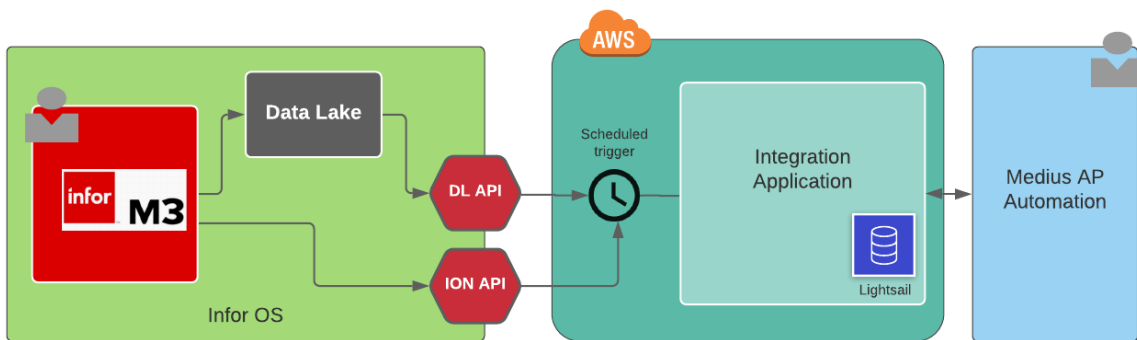 AWS
Data Lake
infor
M3
Infor OS
DL API
ION API
Scheduled
trigger
Integration
Application
Lightsail
Medius AP
Automation